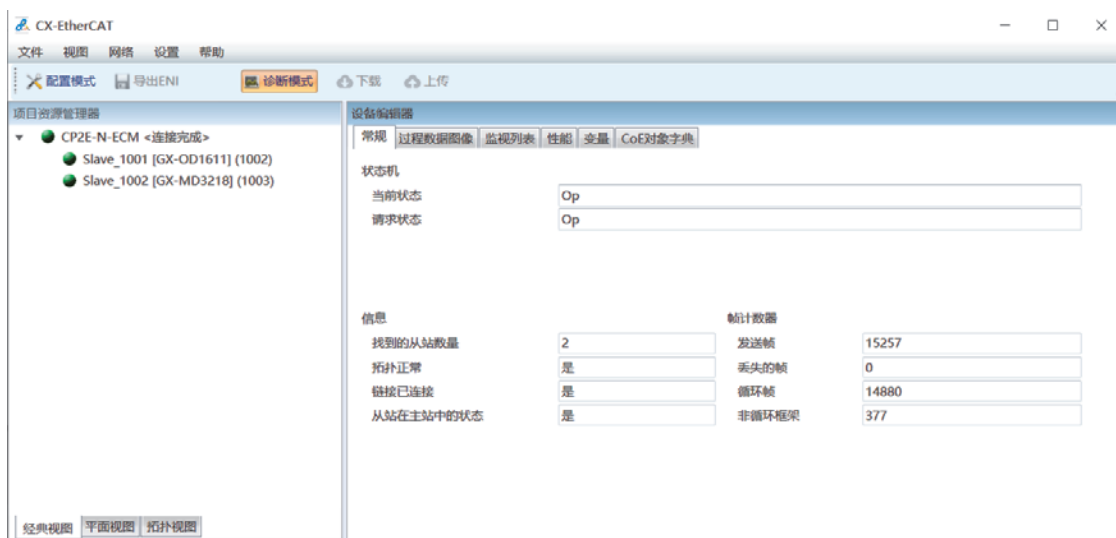 CX-EtherCAT
文件 视图 网络 设置 帮助
配置模式 导出ENI 诊断模式 下载 上传
项目资源管理器
CP2E-N-ECM <连接完成>
Slave_1001 [GX-OD1611] (1002)
Slave_1002 [GX-MD3218] (1003)
经典视图 平面视图 拓扑视图
设备编辑器
常规 过程数据图像 监视列表 性能 变量 CoE对象字典
状态机
当前状态 Op
请求状态 Op
信息
找到的从站数量 2
拓扑正常 是
链接已连接 是
从站在主站中的状态 是
帧计数器
发送帧 15257
丢失的帧 0
循环帧 14880
非循环框架 377